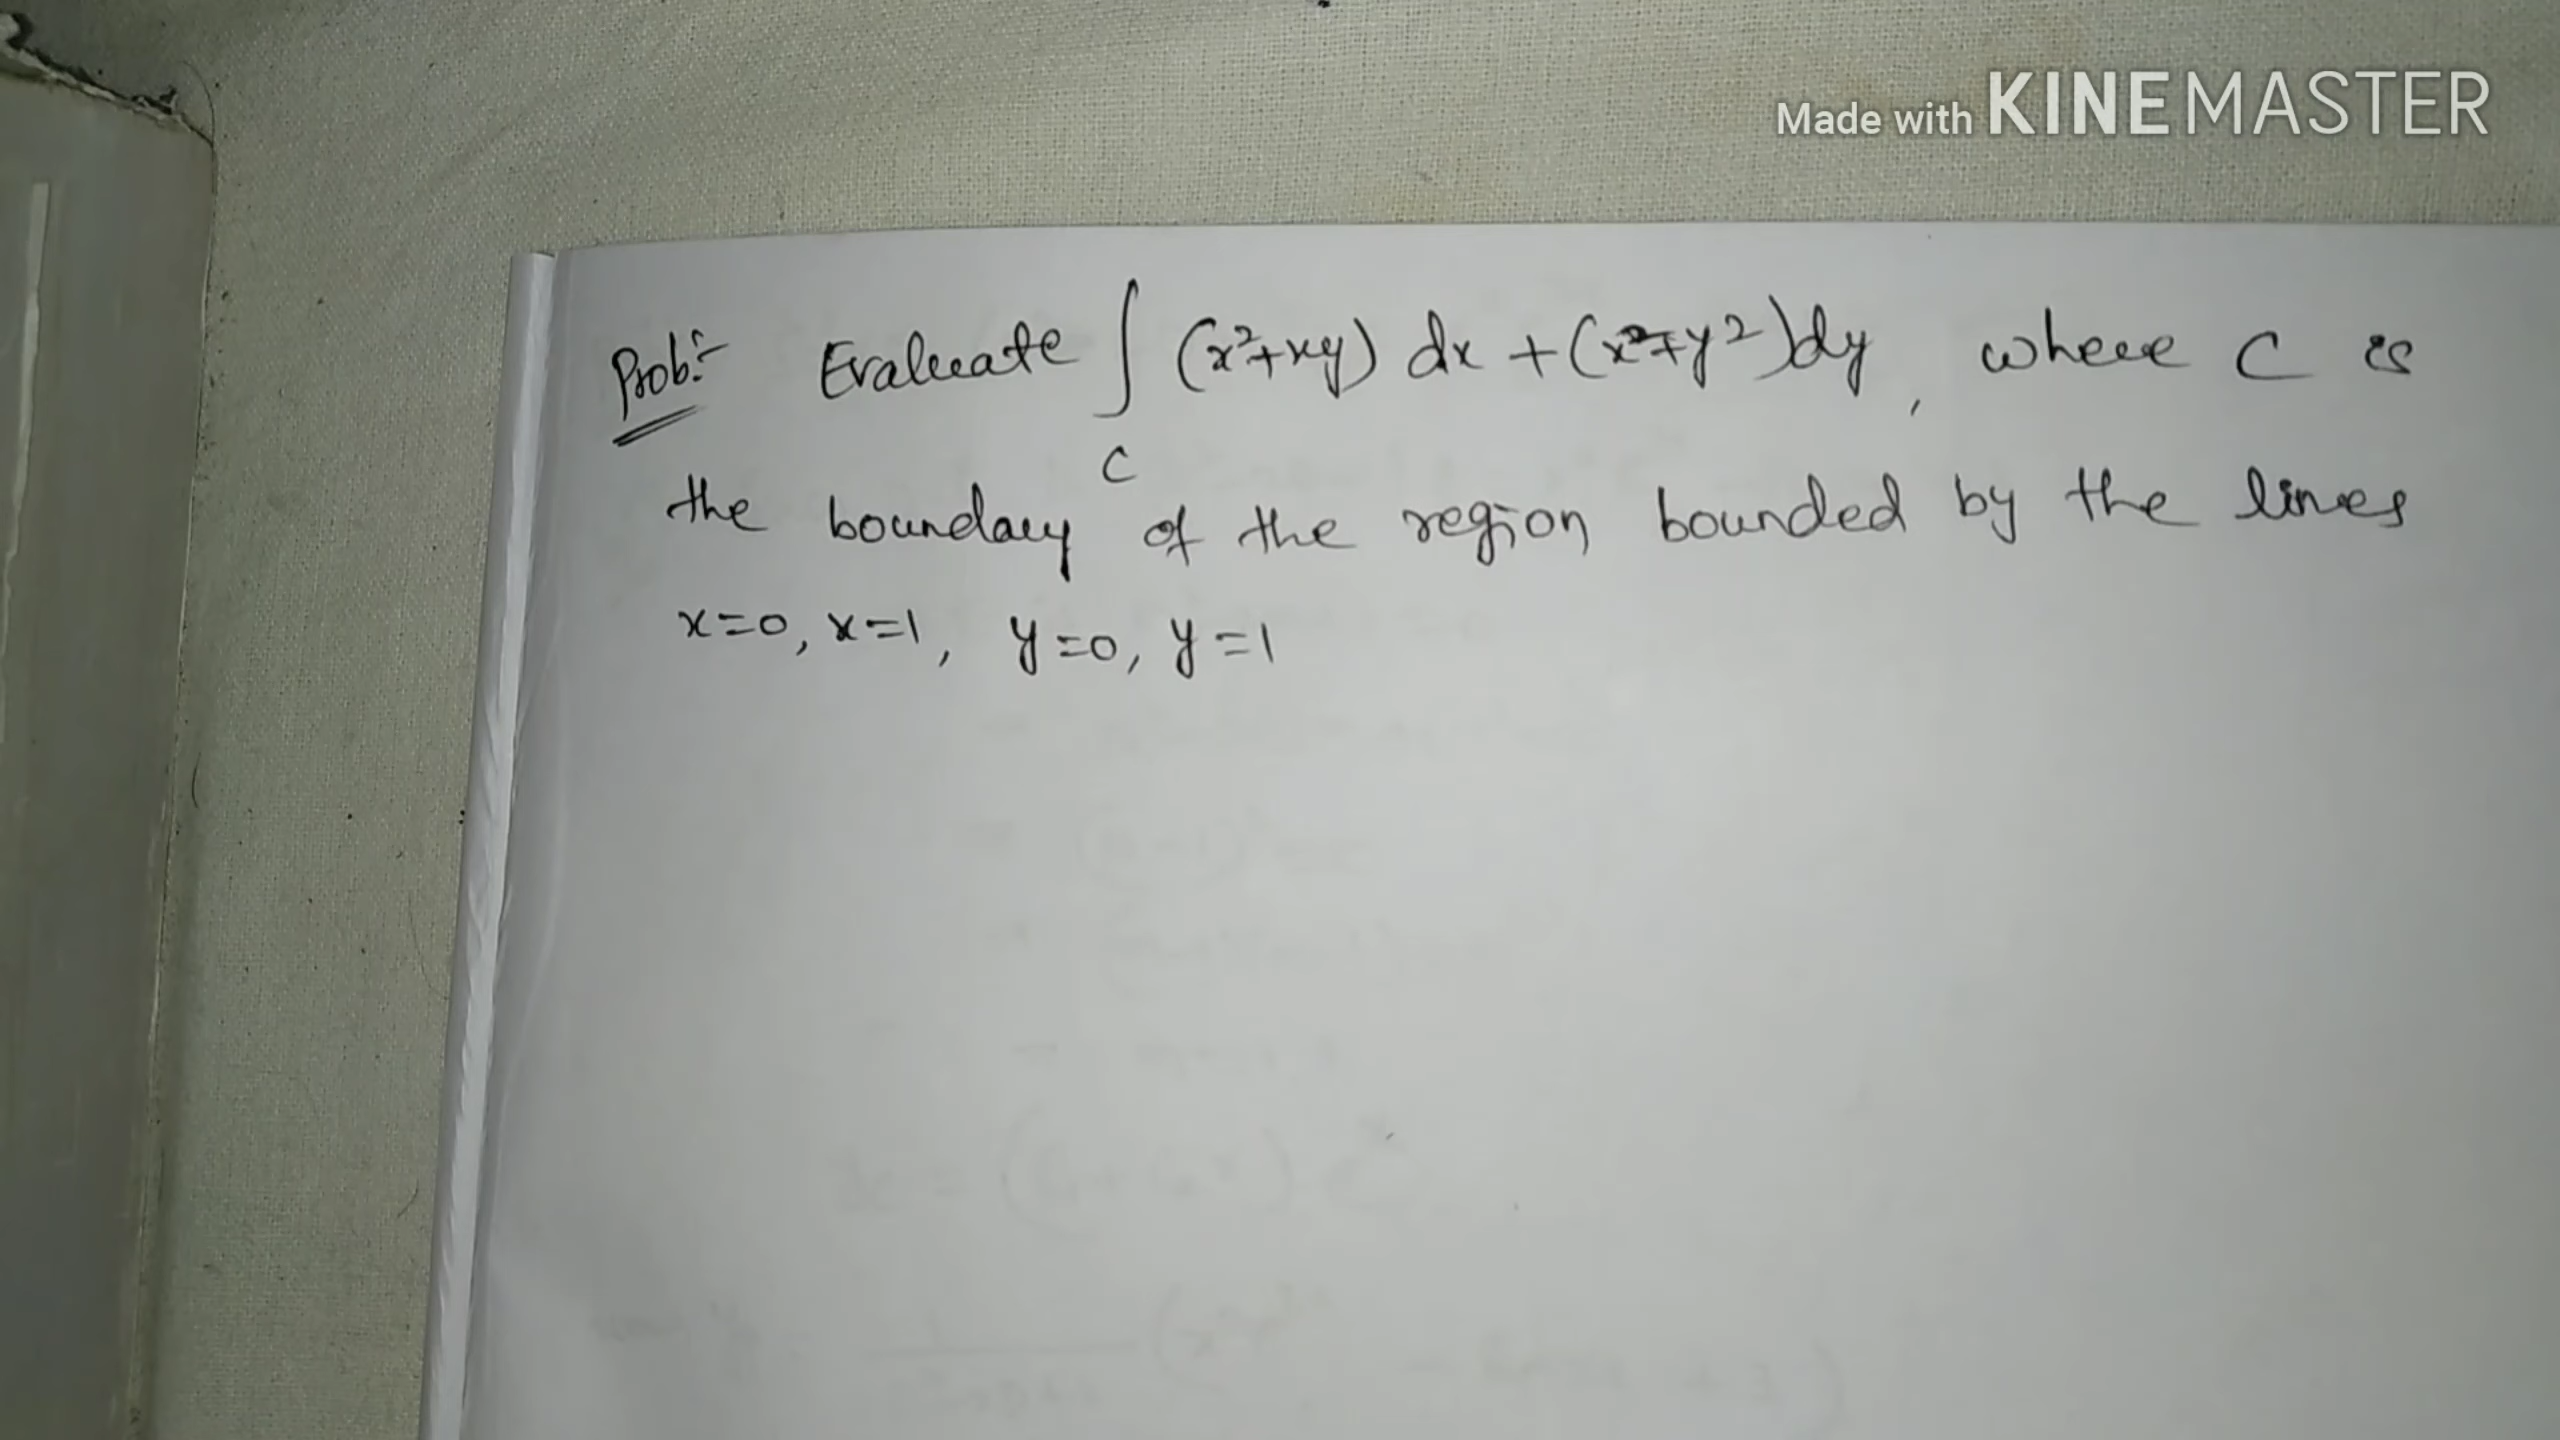 Made with KINEMASTER
Prob:- Evaluate ∫ (x²+xy) dx + (x²+y²)dy, where C is
C
the boundary of the region bounded by the lines
x=0, x=1, y=0, y=1